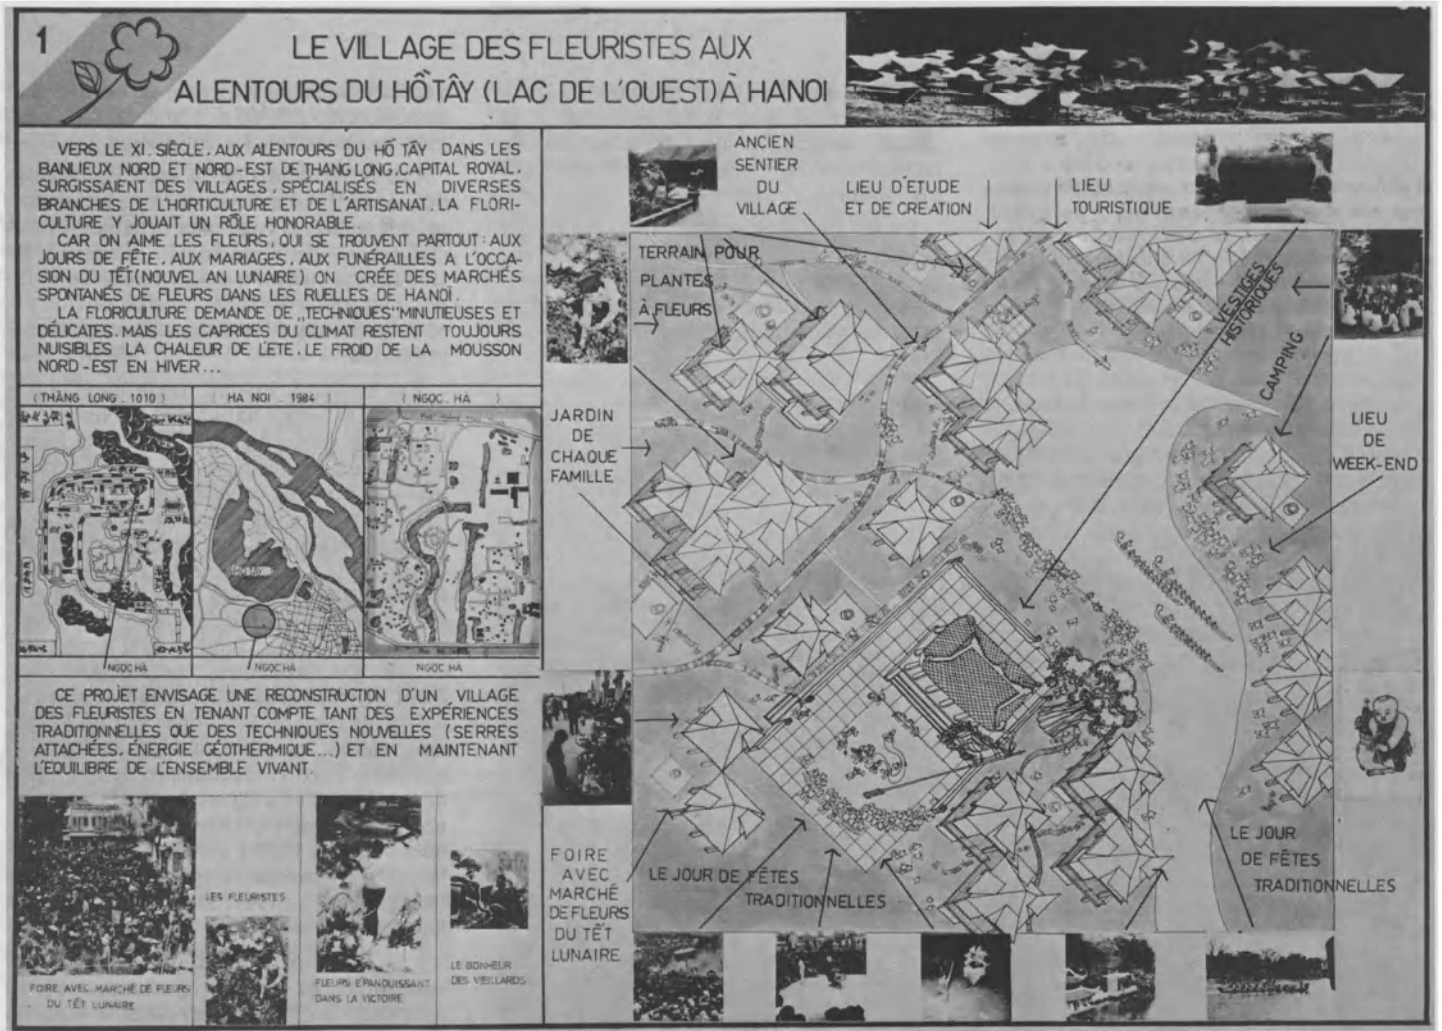 1
LE VILLAGE DES FLEURISTES AUX
ALENTOURS DU HỒ TÂY (LAC DE L'OUEST) À HANOI
VERS LE XI. SIÈCLE, AUX ALENTOURS DU HỒ TÂY DANS LES
BANLIEUX NORD ET NORD-EST DE THANG LONG, CAPITAL ROYAL,
SURGISSAIENT DES VILLAGES, SPÉCIALISÉS EN DIVERSES
BRANCHES DE L'HORTICULTURE ET DE L'ARTISANAT. LA FLORI-
CULTURE Y JOUAIT UN RÔLE HONORABLE.
CAR ON AIME LES FLEURS, QUI SE TROUVENT PARTOUT: AUX
JOURS DE FÊTE, AUX MARIAGES, AUX FUNÉRAILLES A L'OCCA-
SION DU TẾT (NOUVEL AN LUNAIRE) ON CRÉE DES MARCHÉS
SPONTANÉS DE FLEURS DANS LES RUELLES DE HANOÏ.
LA FLORICULTURE DEMANDE DE „TECHNIQUES" MINUTIEUSES ET
DÉLICATES. MAIS LES CAPRICES DU CLIMAT RESTENT TOUJOURS
NUISIBLES LA CHALEUR DE L'ETE, LE FROID DE LA MOUSSON
NORD-EST EN HIVER...
(THĂNG LONG . 1010)
( HA NOI . 1984 )
( NGOC . HÀ )
HỒ TÂY
NGOC HÀ
NGOC HÀ
NGOC HÀ
CE PROJET ENVISAGE UNE RECONSTRUCTION D'UN VILLAGE
DES FLEURISTES EN TENANT COMPTE TANT DES EXPÉRIENCES
TRADITIONNELLES QUE DES TECHNIQUES NOUVELLES (SERRES
ATTACHÉES, ÉNERGIE GÉOTHERMIQUE...) ET EN MAINTENANT
L'EQUILIBRE DE L'ENSEMBLE VIVANT.
FOIRE AVEC MARCHÉ DE FLEURS
DU TẾT LUNAIRE
LES FLEURISTES
FLEURS EPANOUISSANT
DANS LA VICTOIRE
LE BONHEUR
DES VIEILLARDS
ANCIEN
SENTIER
DU
VILLAGE
LIEU D'ETUDE
ET DE CREATION
LIEU
TOURISTIQUE
TERRAIN POUR
PLANTES
À FLEURS
VESTIGES
HISTORIQUES
CAMPING
JARDIN
DE
CHAQUE
FAMILLE
LIEU
DE
WEEK-END
FOIRE
AVEC
MARCHÉ
DE FLEURS
DU TẾT
LUNAIRE
LE JOUR DE FÊTES
TRADITIONNELLES
LE JOUR
DE FÊTES
TRADITIONNELLES